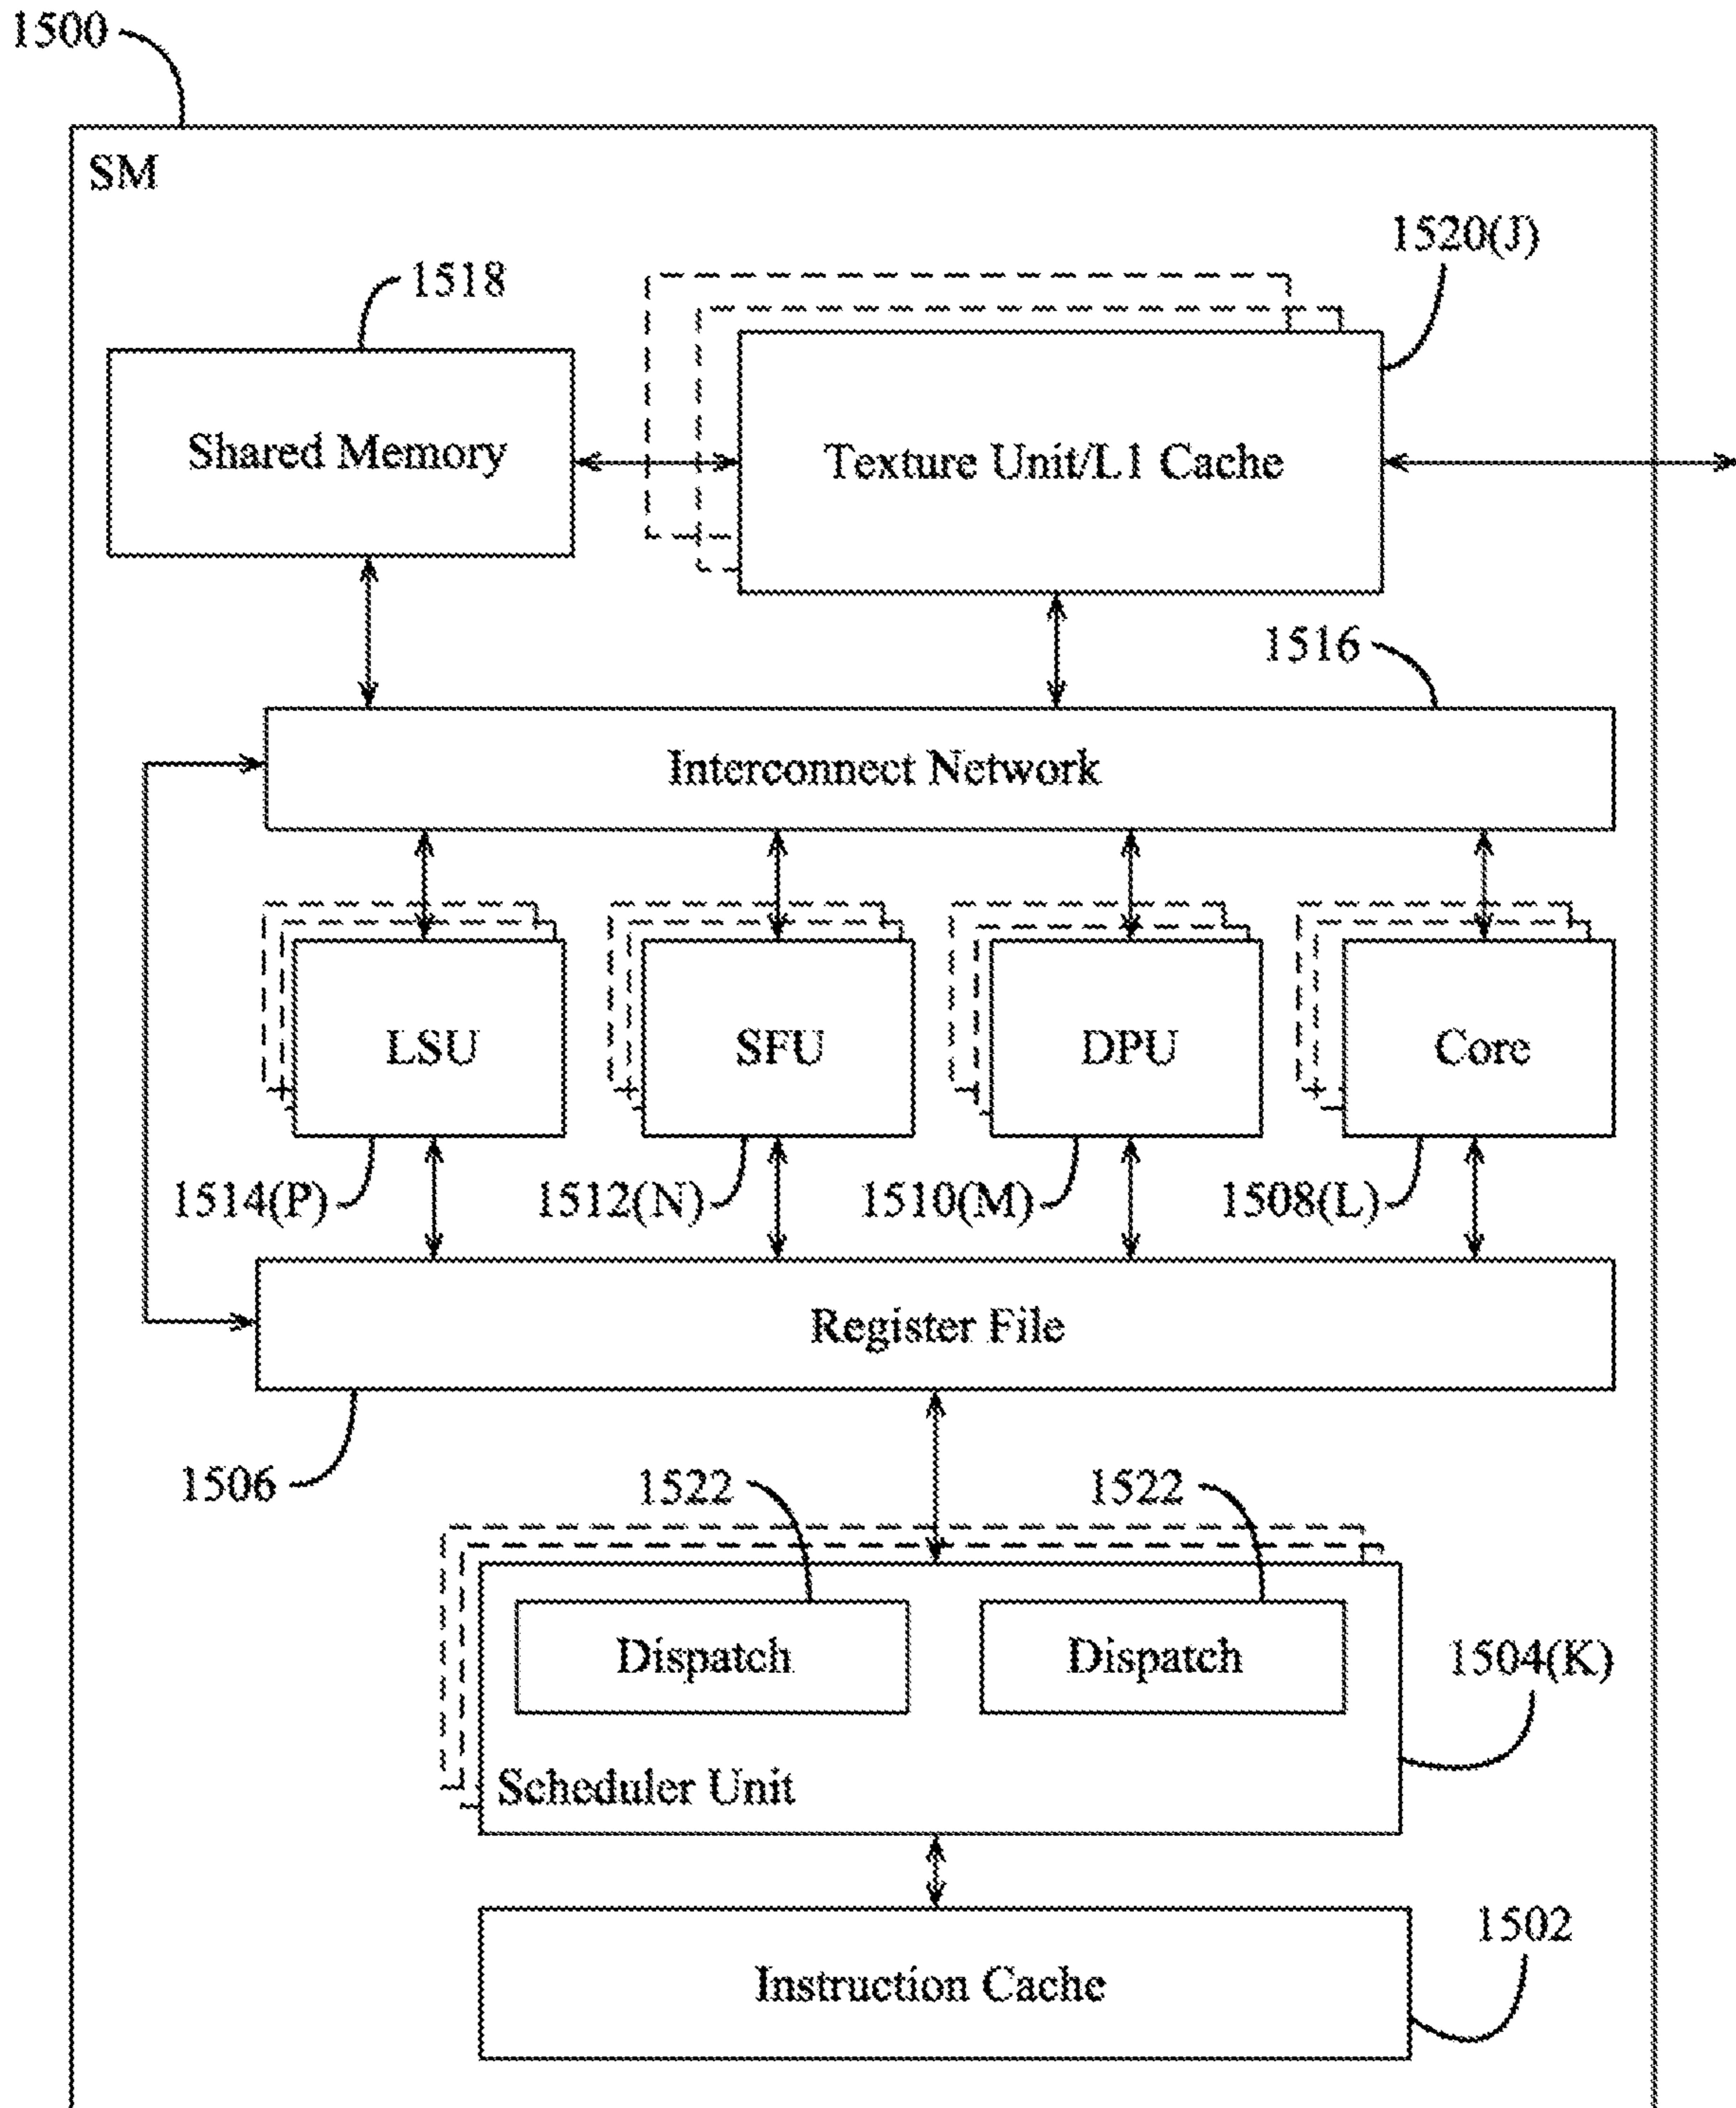 1500
SM
1520(J)
1518
Shared Memory
Texture Unit/L1 Cache
1516
Interconnect Network
LSU
SFU
DPU
Core
1514(P)
1512(N)
1510(M)
1508(L)
Register File
1506
1522
1522
Dispatch
Dispatch
1504(K)
Scheduler Unit
1502
Instruction Cache